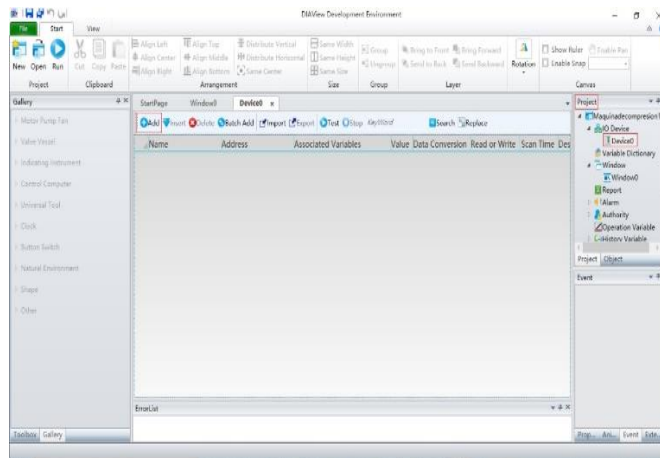 DIAView Development Environment
File Start View
New Open Run Cut Copy Paste
Align Left Align Top Distribute Vertical Same Width Group Bring to Front Bring Forward Show Ruler Enable Pan
Align Center Align Middle Distribute Horizontal Same Height Ungroup Send to Back Send Backward Rotation Enable Snap
Align Right Align Bottom Same Center Same Size
Project Clipboard Arrangement Size Group Layer Canvas
Gallery
Motor Pump Fan
Valve Vessel
Indicating Instrument
Control Computer
Universal Tool
Clock
Button Switch
Natural Environment
Shape
Other
Toolbox Gallery
StartPage Window0 Device0 x
Add Insert Delete Batch Add Import Export Test Stop KeyWord Search Replace
Name Address Associated Variables Value Data Conversion Read or Write Scan Time Des
ErrorList
Project
Maquinadecompresion
IO Device
Device0
Variable Dictionary
Window
Window0
Report
Alarm
Authority
Operation Variable
History Variable
Project Object
Event
Prop... Ani... Event Exte...